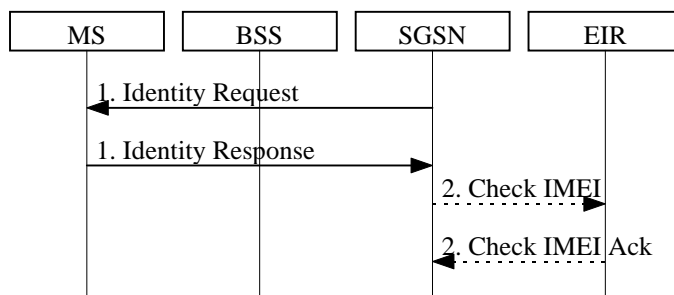 MS BSS SGSN EIR
1. Identity Request
1. Identity Response
2. Check IMEI
2. Check IMEI Ack